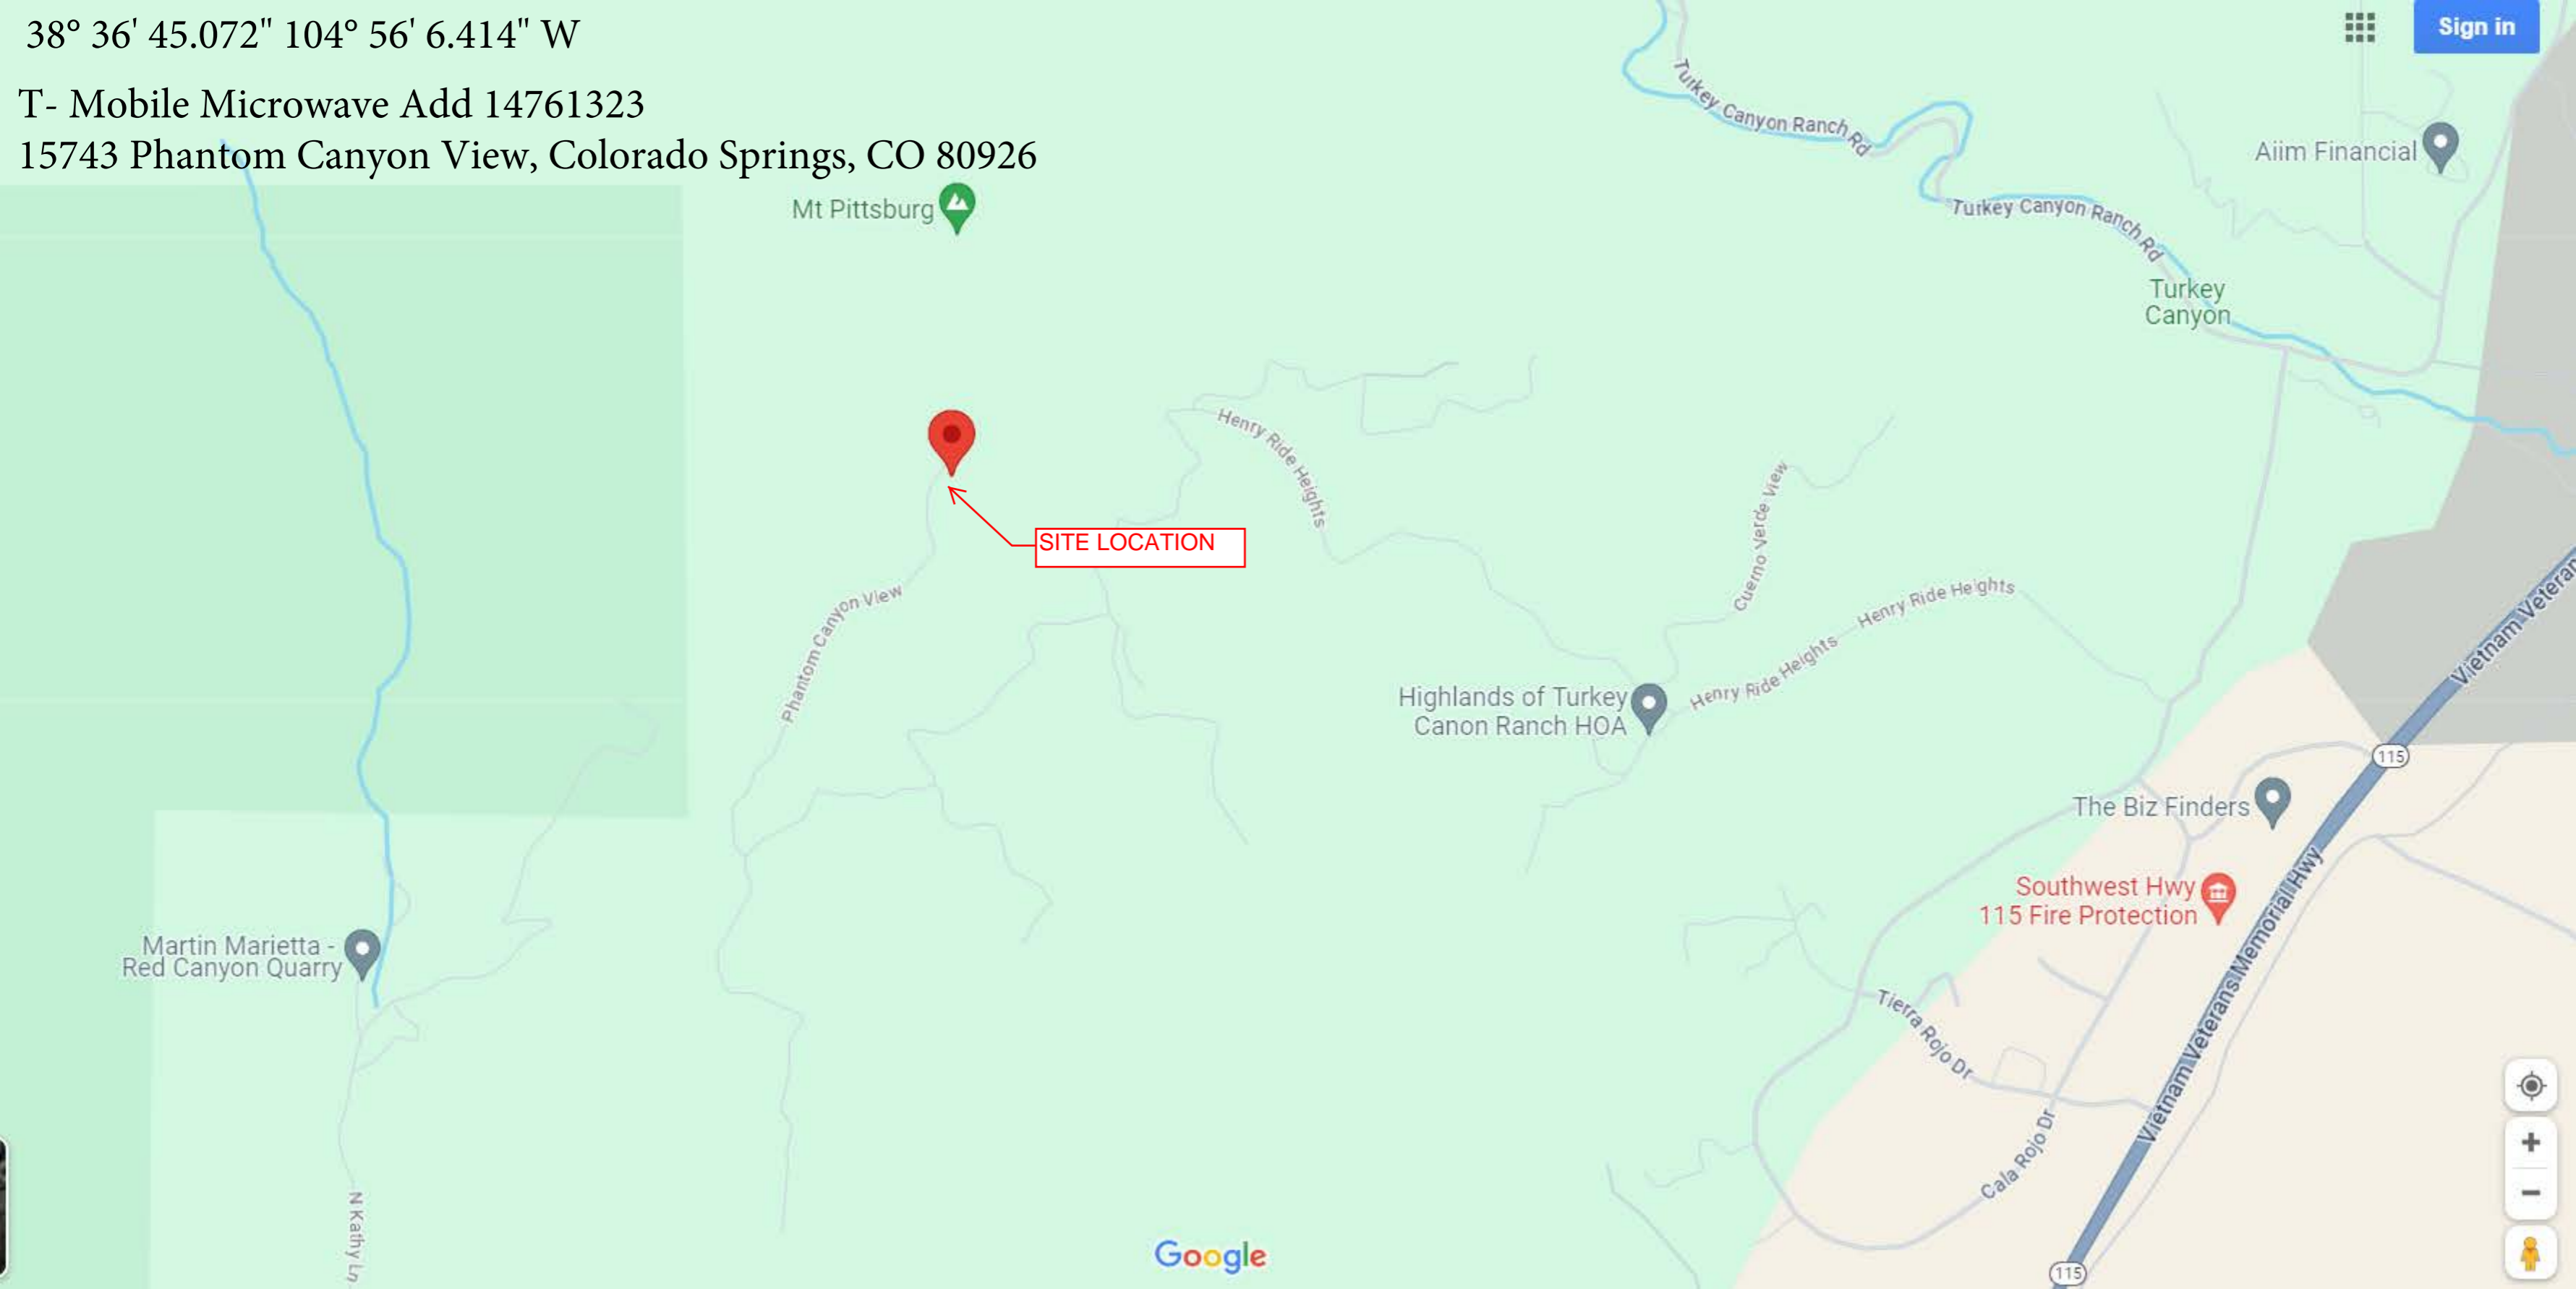 38° 36' 45.072" 104° 56' 6.414" W
Sign in
T- Mobile Microwave Add 14761323
15743 Phantom Canyon View, Colorado Springs, CO 80926
Turkey Canyon Ranch Rd
Aiim Financial
Mt Pittsburg
Turkey Canyon Ranch Rd
Turkey
Canyon
Henry Ride Heights
Cuerno Verde View
SITE LOCATION
Phantom Canyon View
Henry Ride Heights
Henry Ride Heights
Vietnam Veteran
Highlands of Turkey
Canon Ranch HOA
115
The Biz Finders
Southwest Hwy
115 Fire Protection
Vietnam Veterans Memorial Hwy
Martin Marietta -
Red Canyon Quarry
Tierra Rojo Dr
Cala Rojo Dr
N Kathy Ln
Google
115